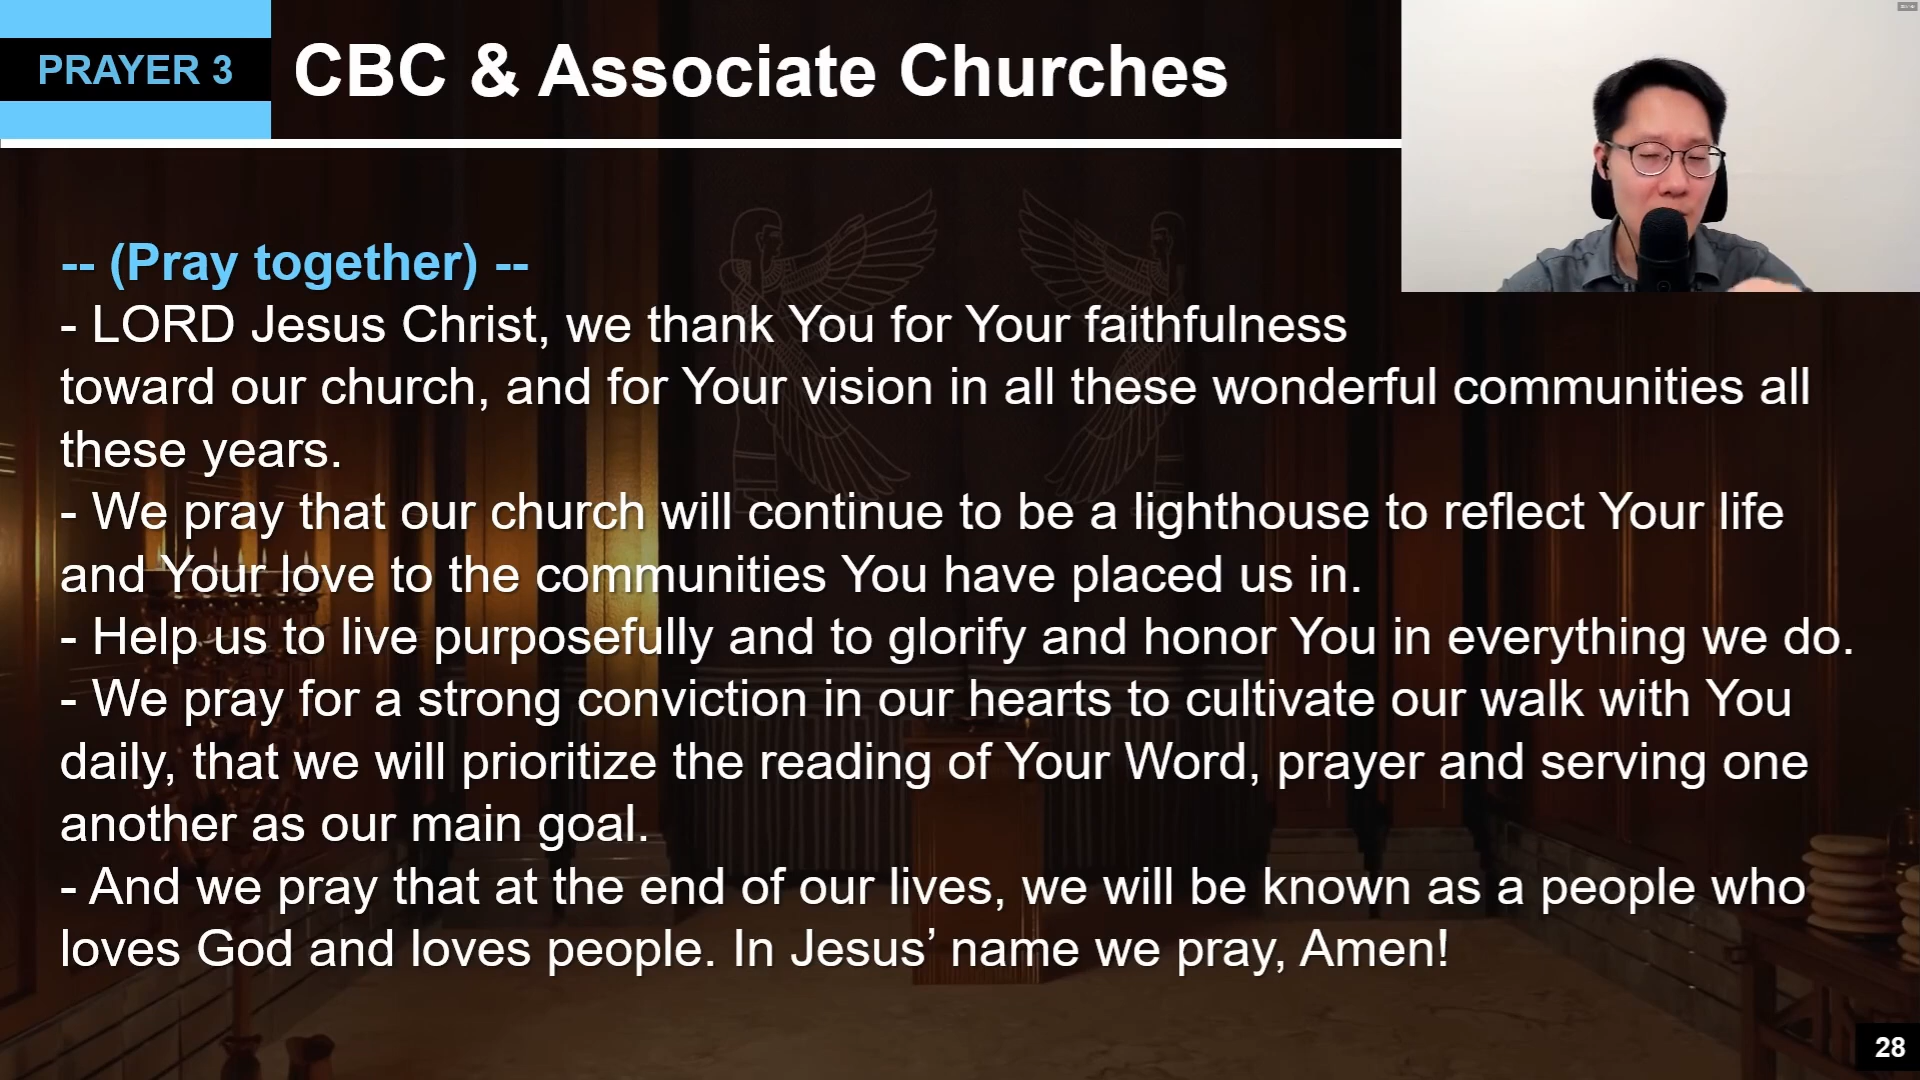 PRAYER 3
CBC & Associate Churches
-- (Pray together) --
- LORD Jesus Christ, we thank You for Your faithfulness
toward our church, and for Your vision in all these wonderful communities all
these years.
- We pray that our church will continue to be a lighthouse to reflect Your life
and Your love to the communities You have placed us in.
- Help us to live purposefully and to glorify and honor You in everything we do.
- We pray for a strong conviction in our hearts to cultivate our walk with You
daily, that we will prioritize the reading of Your Word, prayer and serving one
another as our main goal.
- And we pray that at the end of our lives, we will be known as a people who
loves God and loves people. In Jesus’ name we pray, Amen!
28